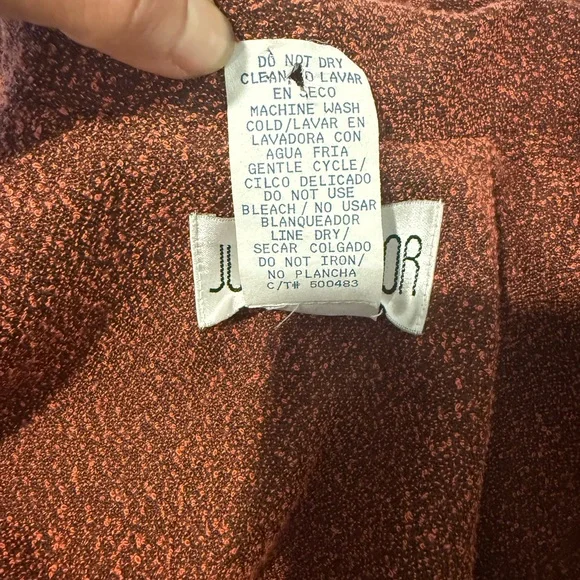 DO NOT DRY
CLEAN/NO LAVAR
EN SECO
MACHINE WASH
COLD/LAVAR EN
LAVADORA CON
AGUA FRIA
GENTLE CYCLE/
CILCO DELICADO
DO NOT USE
BLEACH/NO USAR
BLANQUEADOR
LINE DRY/
SECAR COLGADO
DO NOT IRON/
NO PLANCHA
C/T# 500483